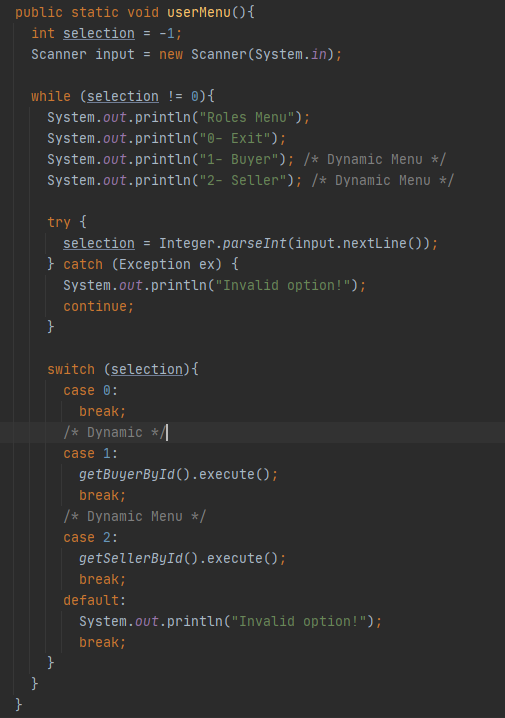 public static void userMenu(){
int selection = -1;
Scanner input = new Scanner(System.in);
while (selection != 0){
System.out.println("Roles Menu");
System.out.println("0- Exit");
System.out.println("1- Buyer"); /* Dynamic Menu */
System.out.println("2- Seller"); /* Dynamic Menu */
try {
selection = Integer.parseInt(input.nextLine());
} catch (Exception ex) {
System.out.println("Invalid option!");
continue;
}
switch (selection){
case 0:
break;
/* Dynamic */
case 1:
getBuyerById().execute();
break;
/* Dynamic Menu */
case 2:
getSellerById().execute();
break;
default:
System.out.println("Invalid option!");
break;
}
}
}